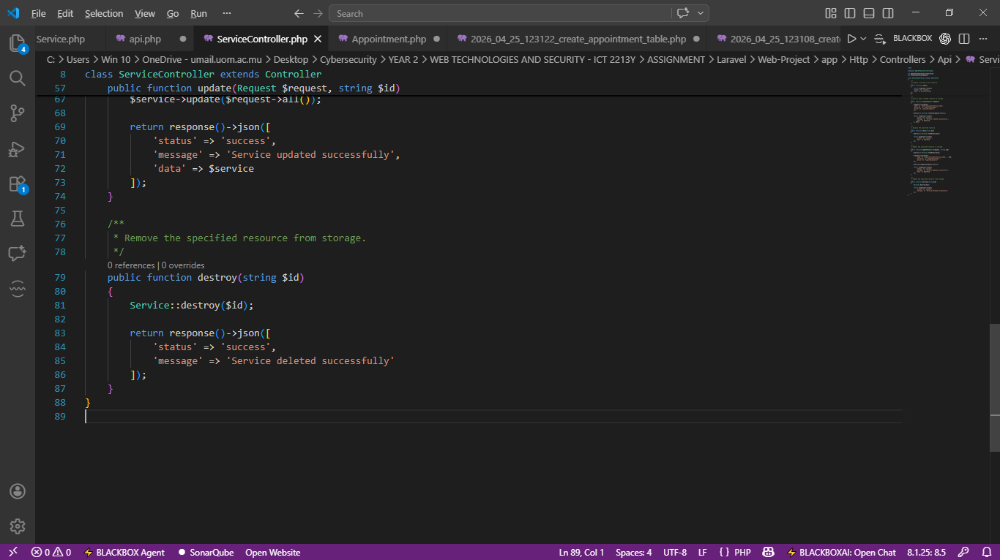 File Edit Selection View Go Run ··· Search
Service.php api.php ServiceController.php Appointment.php 2026_04_25_123122_create_appointment_table.php 2026_04_25_123108_creat BLACKBOX
C: > Users > Win 10 > OneDrive - umail.uom.ac.mu > Desktop > Cybersecurity > YEAR 2 > WEB TECHNOLOGIES AND SECURITY - ICT 2213Y > ASSIGNMENT > Laravel > Web-Project > app > Http > Controllers > Api > Servi
8 class ServiceController extends Controller
57 public function update(Request $request, string $id)
67 $service->update($request->all());
68
69 return response()->json([
70 'status' => 'success',
71 'message' => 'Service updated successfully',
72 'data' => $service
73 ]);
74 }
75
76 /**
77 * Remove the specified resource from storage.
78 */
0 references | 0 overrides
79 public function destroy(string $id)
80 {
81 Service::destroy($id);
82
83 return response()->json([
84 'status' => 'success',
85 'message' => 'Service deleted successfully'
86 ]);
87 }
88 }
89
4
1
0 0 BLACKBOX Agent SonarQube Open Website Ln 89, Col 1 Spaces: 4 UTF-8 LF {} PHP BLACKBOXAI: Open Chat 8.1.25: 8.5